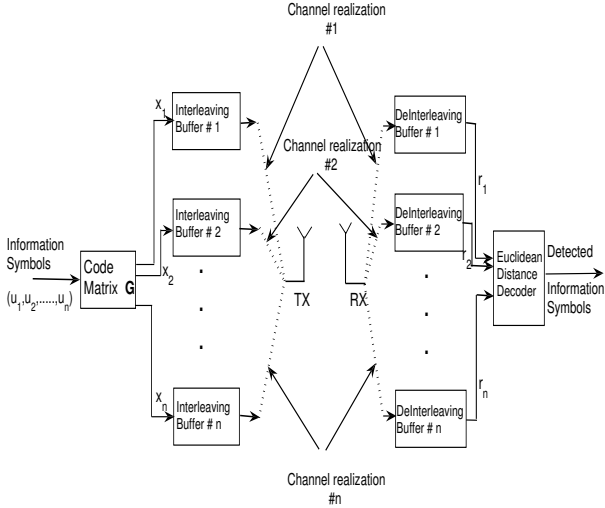 Channel realization
#1
x1
Interleaving
Buffer # 1
DeInterleaving
Buffer # 1
Channel realization
#2
r1
Interleaving
Buffer # 2
DeInterleaving
Buffer # 2
Information
Symbols
(u1,u2,.....,un)
Code
Matrix G
x2
TX
RX
r2
Euclidean
Distance
Decoder
Detected
Information
Symbols
xn
Interleaving
Buffer # n
DeInterleaving
Buffer # n
rn
Channel realization
#n